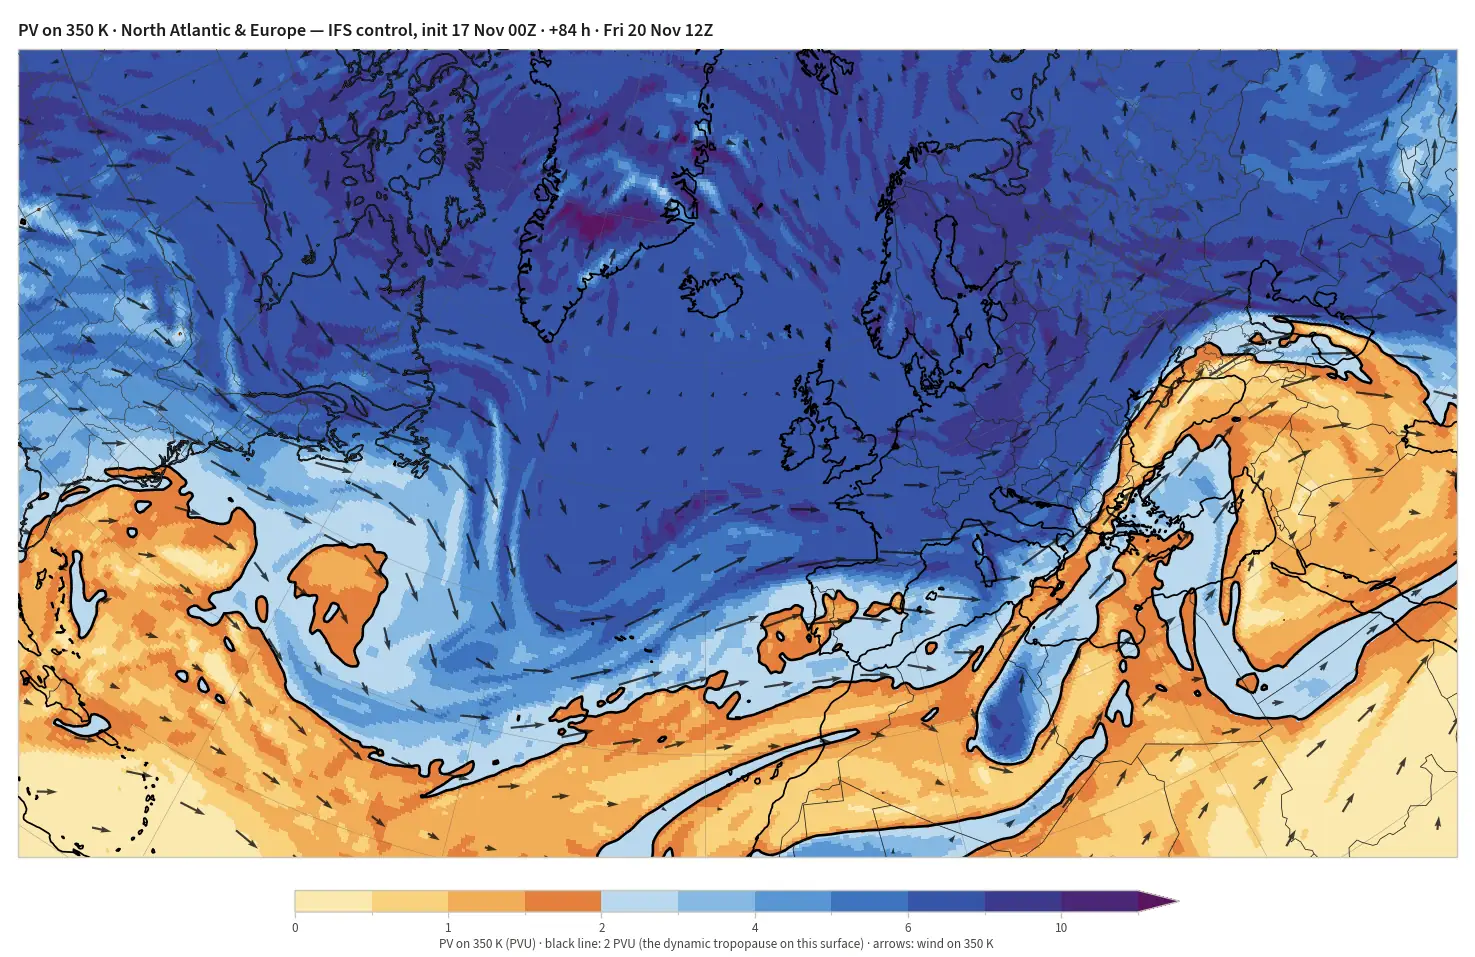 PV on 350 K · North Atlantic & Europe — IFS control, init 17 Nov 00Z · +84 h · Fri 20 Nov 12Z
0 1 2 4 6 10
PV on 350 K (PVU) · black line: 2 PVU (the dynamic tropopause on this surface) · arrows: wind on 350 K